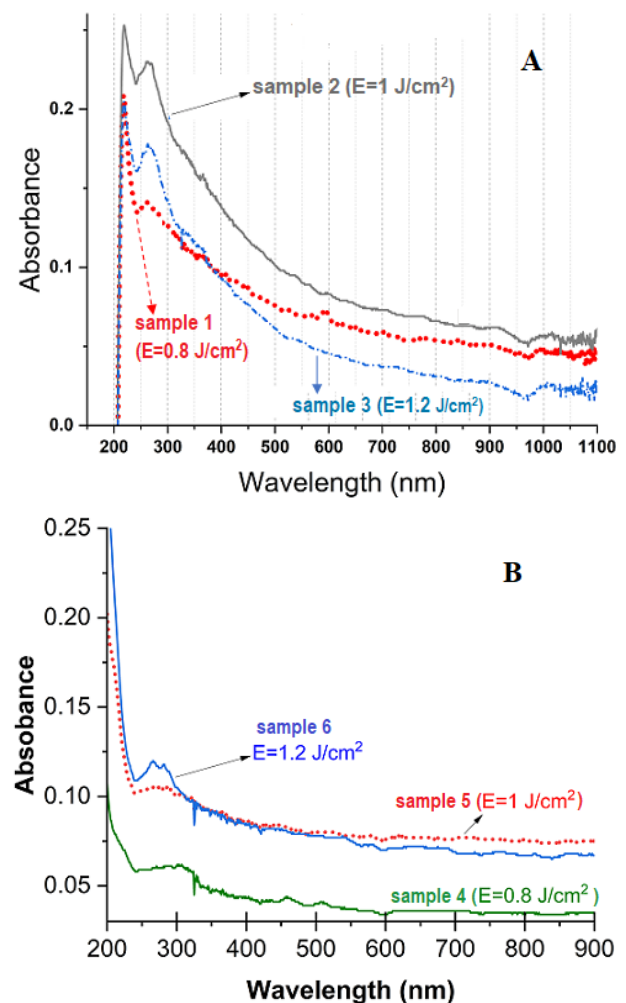 A
sample 2 (E=1 J/cm²)
0.2
0.1
0.0
Absorbance
sample 1
(E=0.8 J/cm²)
sample 3 (E=1.2 J/cm²)
200 300 400 500 600 700 800 900 1000 1100
Wavelength (nm)
B
0.25
0.20
0.15
0.10
0.05
Absobance
sample 6
E=1.2 J/cm²
sample 5 (E=1 J/cm²)
sample 4 (E=0.8 J/cm²)
200 300 400 500 600 700 800 900
Wavelength (nm)